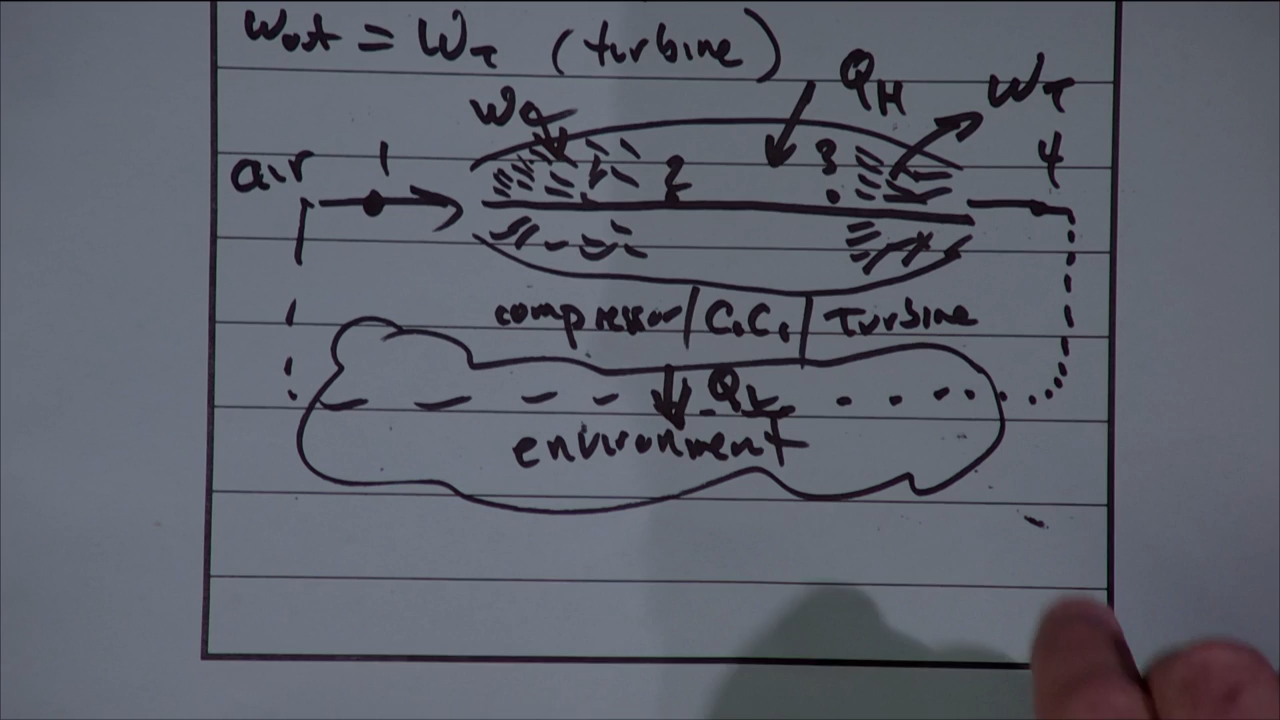 Wout = WT (turbine)
QH WT
Wc
air 1 2 3 4
compressor | C.C. | Turbine
QL
environment